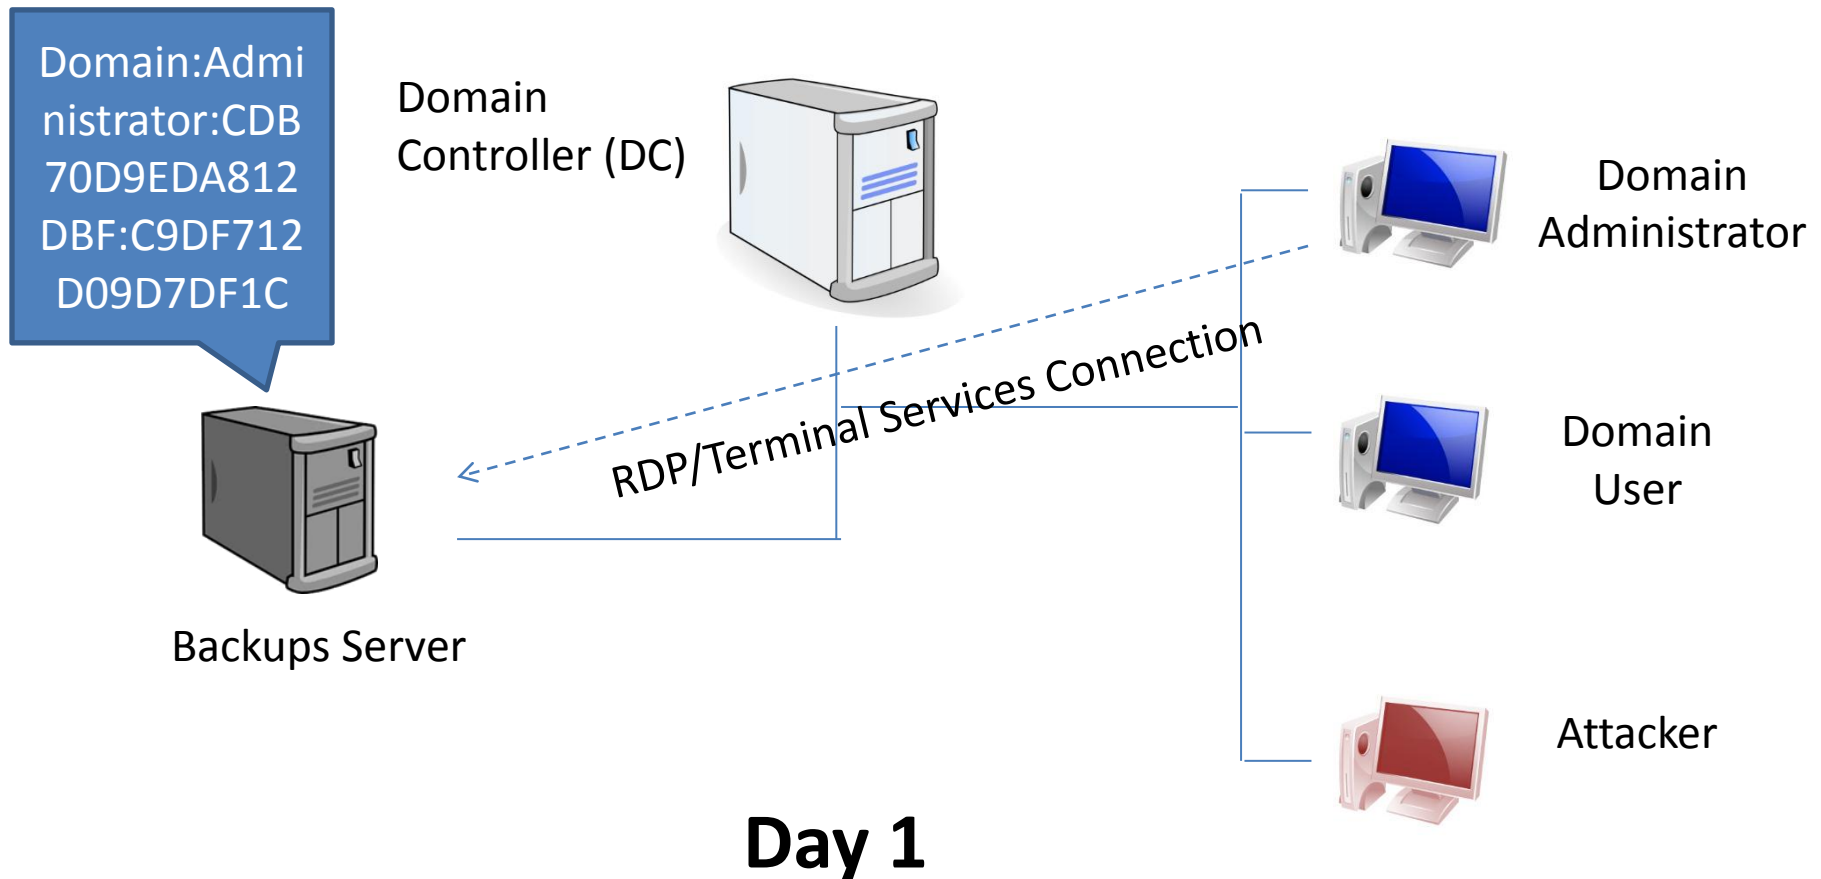 Domain:Admi
nistrator:CDB
70D9EDA812
DBF:C9DF712
D09D7DF1C
Domain
Controller (DC)
Domain
Administrator
RDP/Terminal Services Connection
Domain
User
Backups Server
Attacker
Day 1